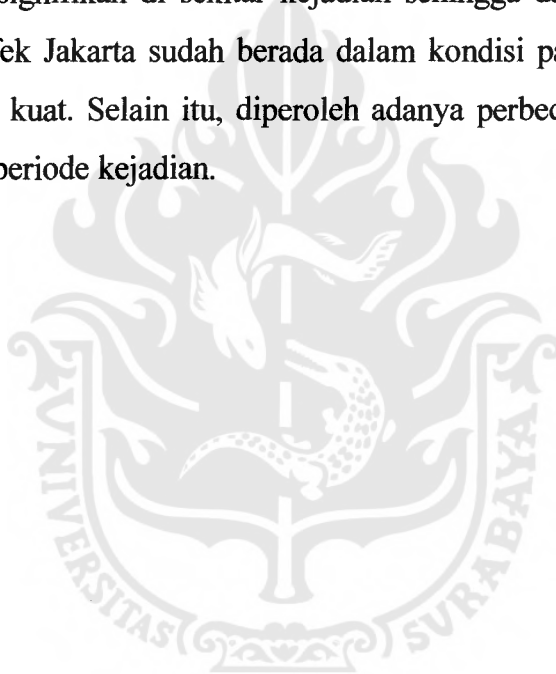 signifikan di sekitar kejadian sehingga d
fek Jakarta sudah berada dalam kondisi pa
kuat. Selain itu, diperoleh adanya perbed
periode kejadian.
UNIVERSITAS SURABAYA